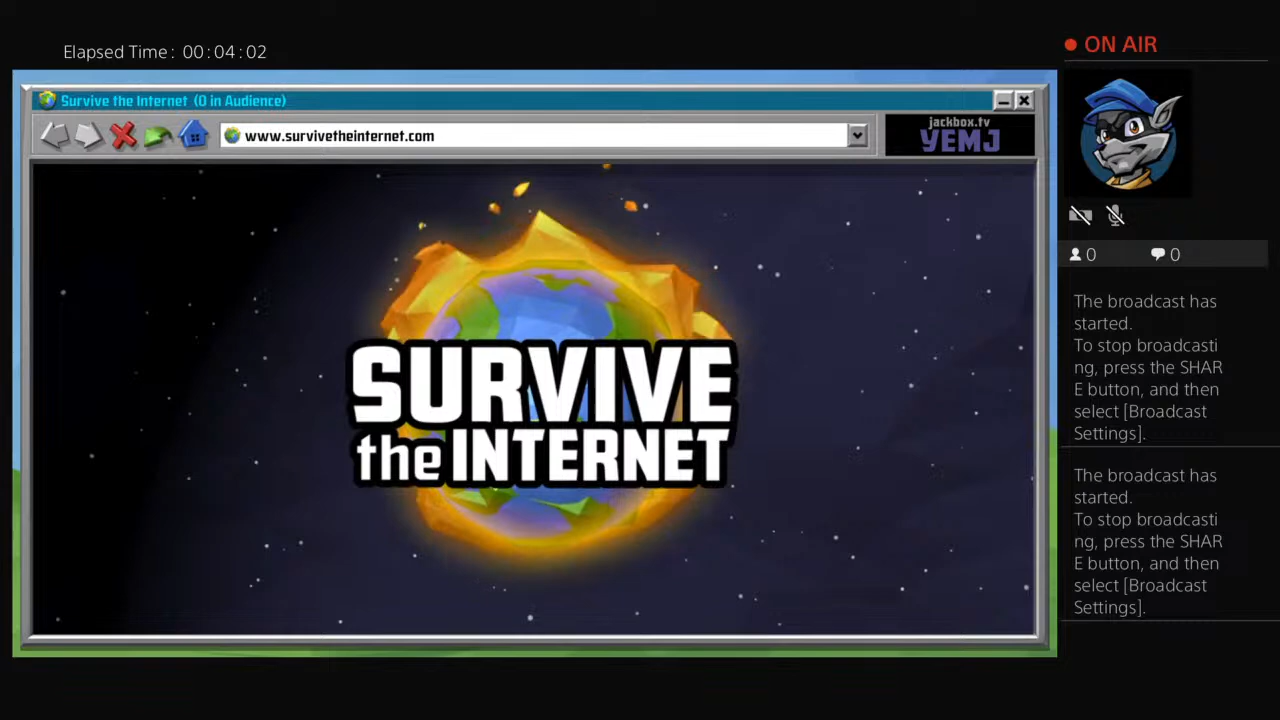 Elapsed Time: 00:04:02
ON AIR
Survive the Internet (0 in Audience)
www.survivetheinternet.com
jackbox.tv
YEMJ
SURVIVE
the INTERNET
0 0
The broadcast has
started.
To stop broadcasti
ng, press the SHAR
E button, and then
select [Broadcast
Settings].
The broadcast has
started.
To stop broadcasti
ng, press the SHAR
E button, and then
select [Broadcast
Settings].